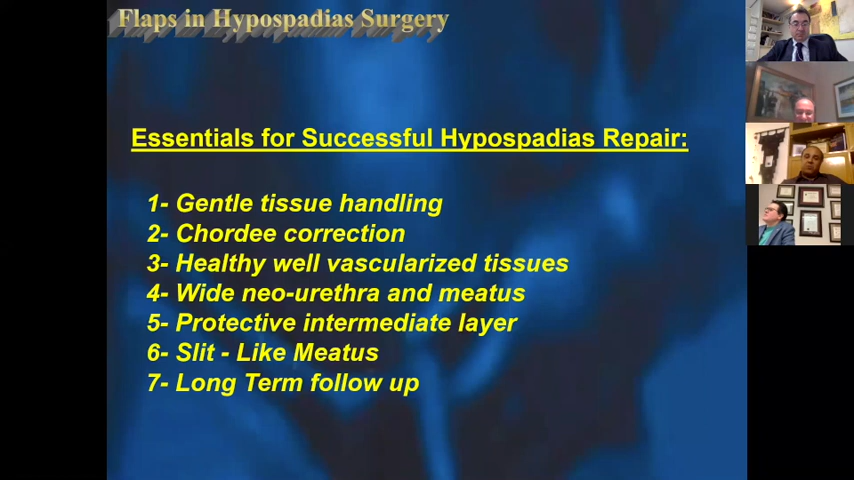 Flaps in Hypospadias Surgery
Essentials for Successful Hypospadias Repair:
1- Gentle tissue handling
2- Chordee correction
3- Healthy well vascularized tissues
4- Wide neo-urethra and meatus
5- Protective intermediate layer
6- Slit - Like Meatus
7- Long Term follow up